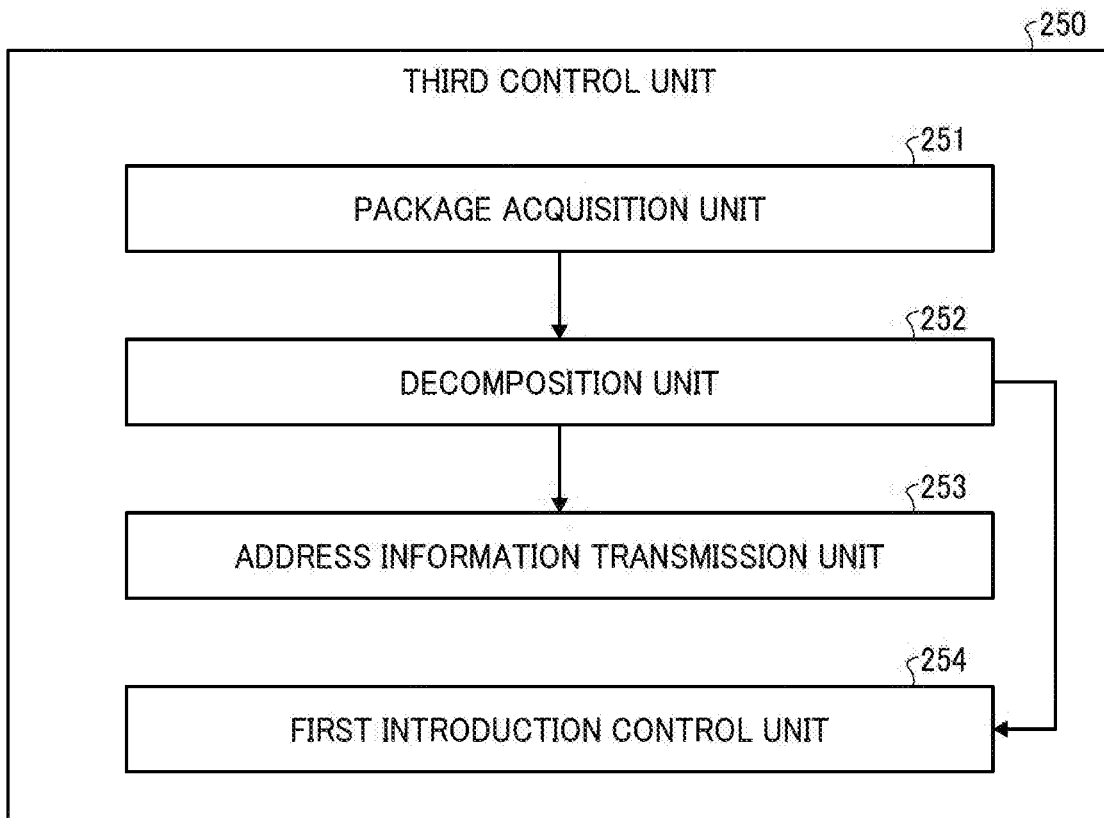 250
THIRD CONTROL UNIT
251
PACKAGE ACQUISITION UNIT
252
DECOMPOSITION UNIT
253
ADDRESS INFORMATION TRANSMISSION UNIT
254
FIRST INTRODUCTION CONTROL UNIT